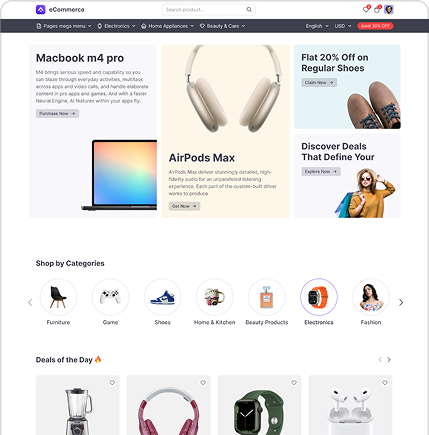 eCommerce
Search product...
Pages mega menu
Electronics
Home Appliances
Beauty & Care
English
USD
Macbook m4 pro
M4 brings serious speed and capability so you
can blaze through everyday activities, multitask
across apps and video calls, and handle elaborate
content in pro apps and games. And with a faster
Neural Engine, AI features within your apps fly.
Purchase Now →
AirPods Max
AirPods Max deliver stunningly detailed, high-
fidelity audio for an unparalleled listening
experience. Each part of the custom-built driver
works to produce
Get Now →
Flat 20% Off on
Regular Shoes
Claim Now →
Discover Deals
That Define Your
Explore Now →
Shop by Categories
Furniture
Game
Shoes
Home & Kitchen
Beauty Products
Electronics
Fashion
Deals of the Day 🔥